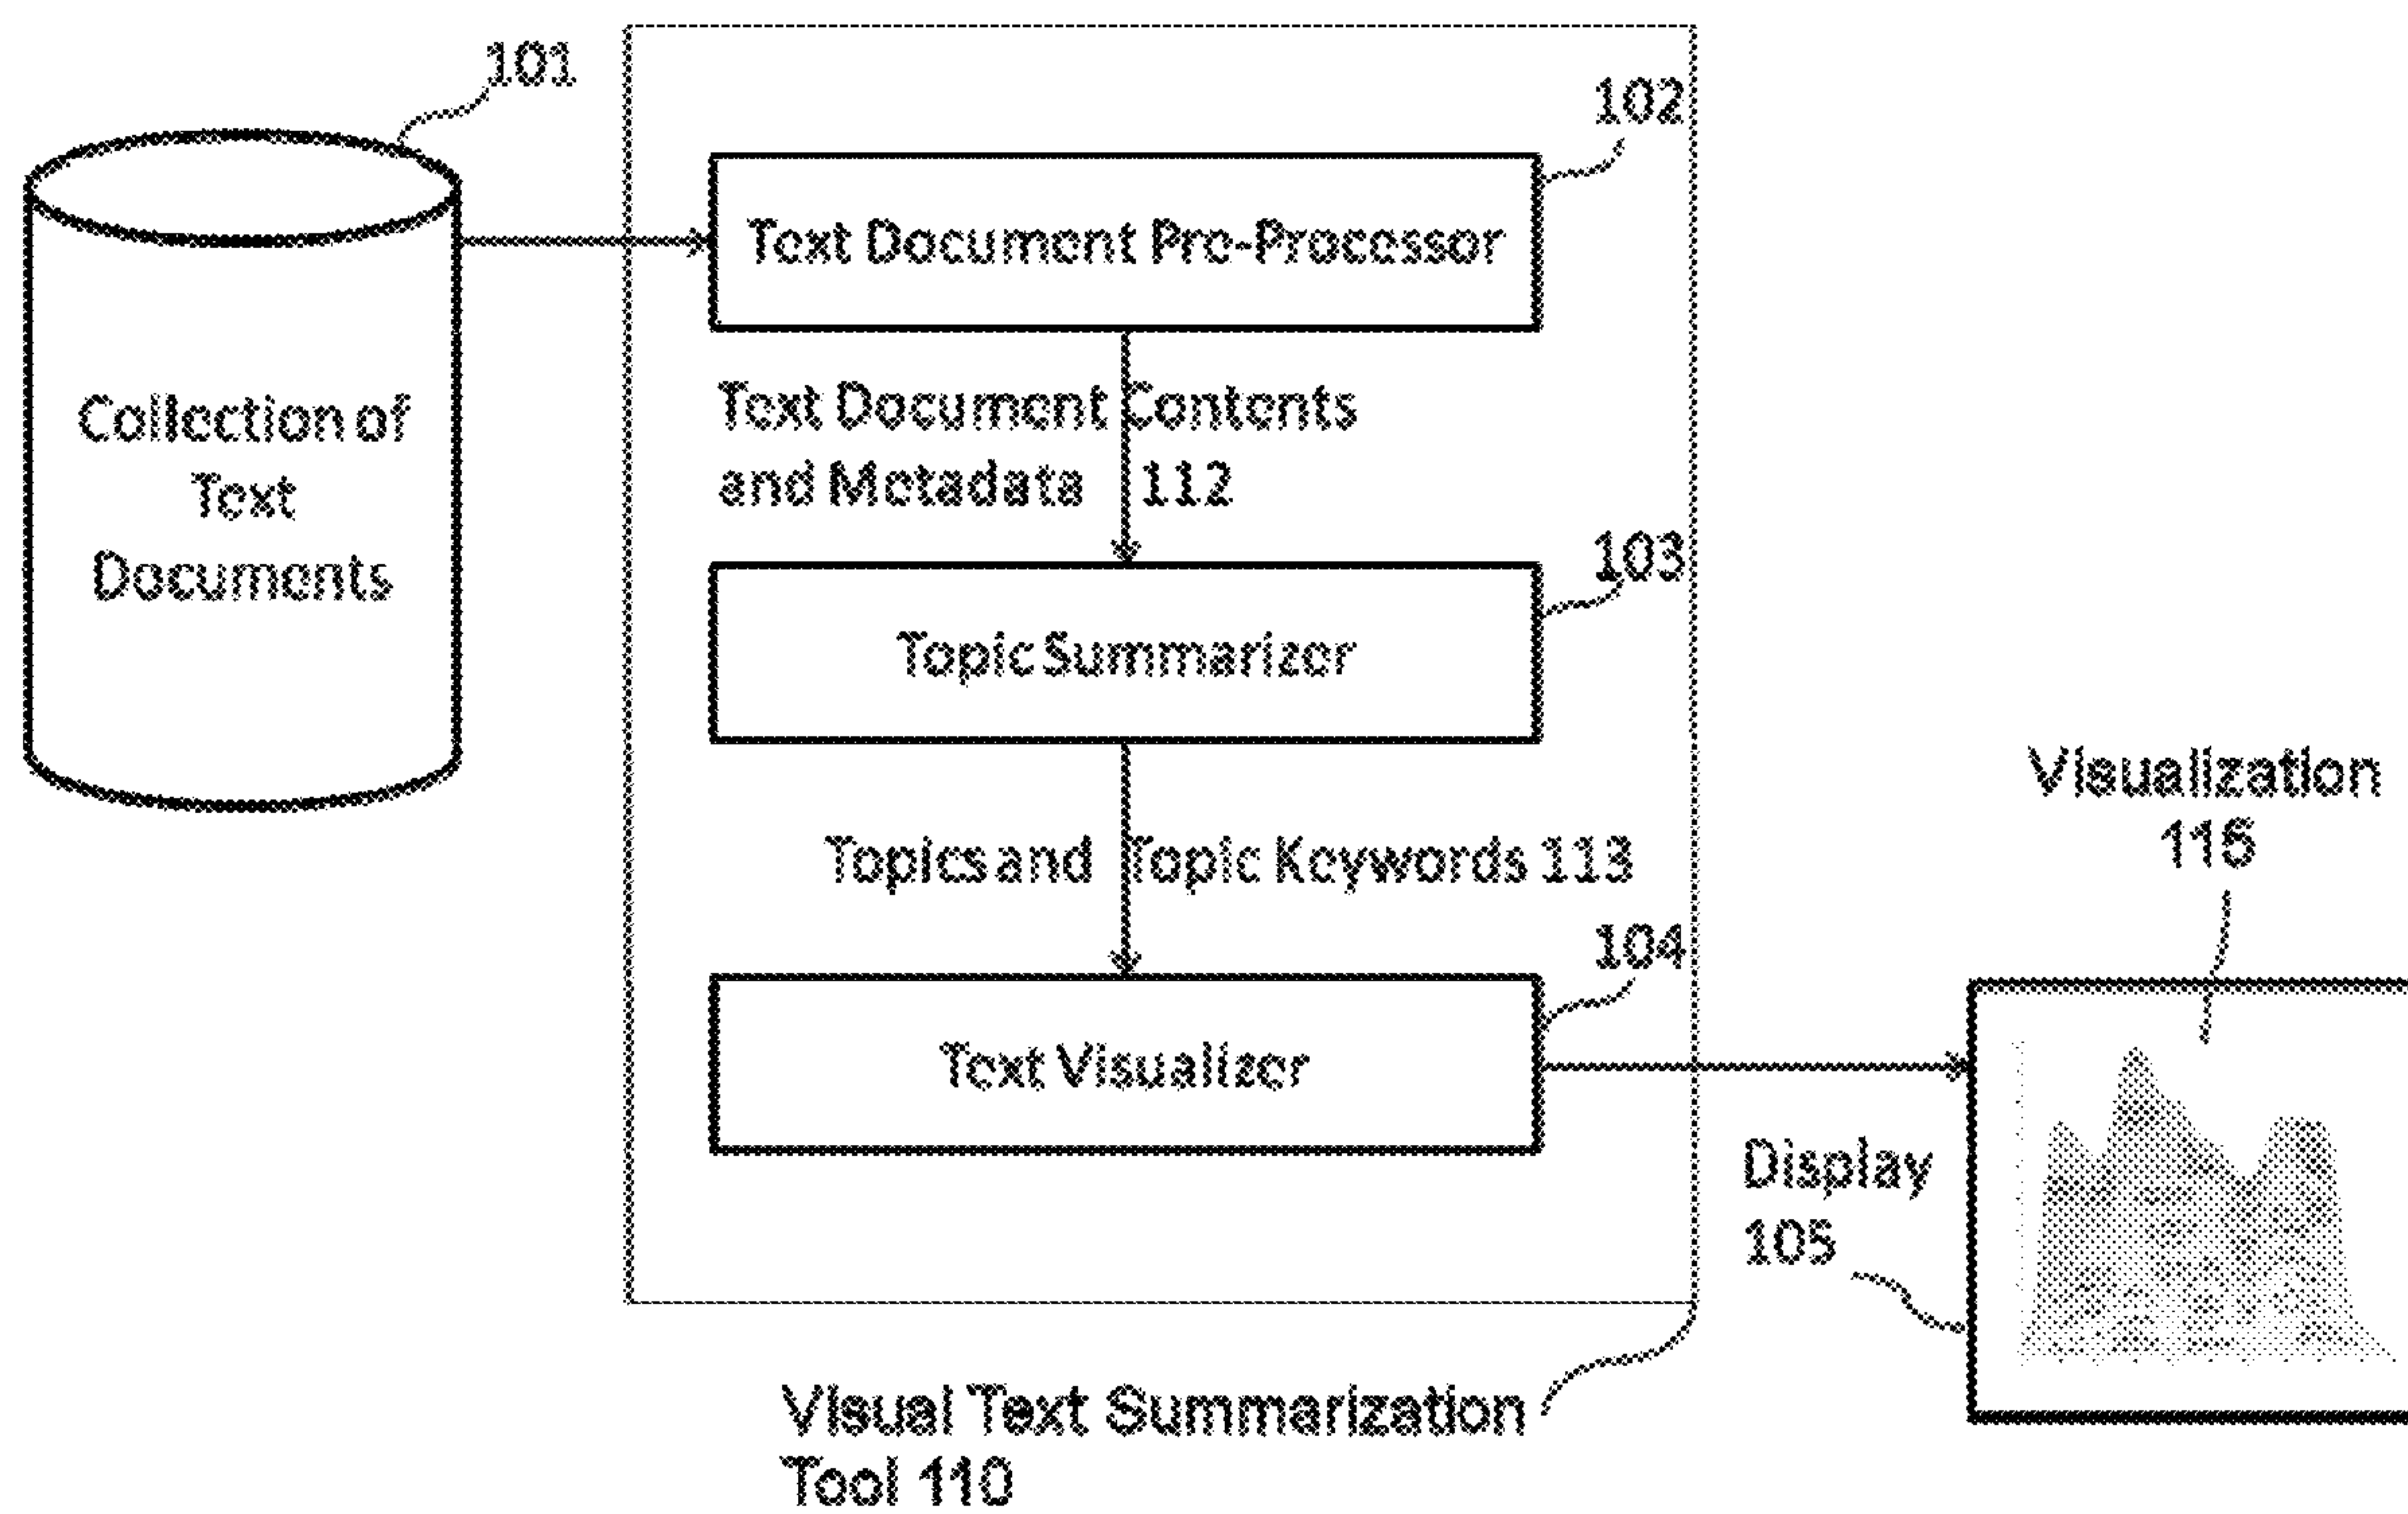 101
102
Text Document Pre-Processor
Collection of
Text
Documents
Text Document Contents
and Metadata 112
103
Topic Summarizer
Visualization
Topics and Topic Keywords 113
104
Text Visualizer
Display
105
Visual Text Summarization
Tool 110